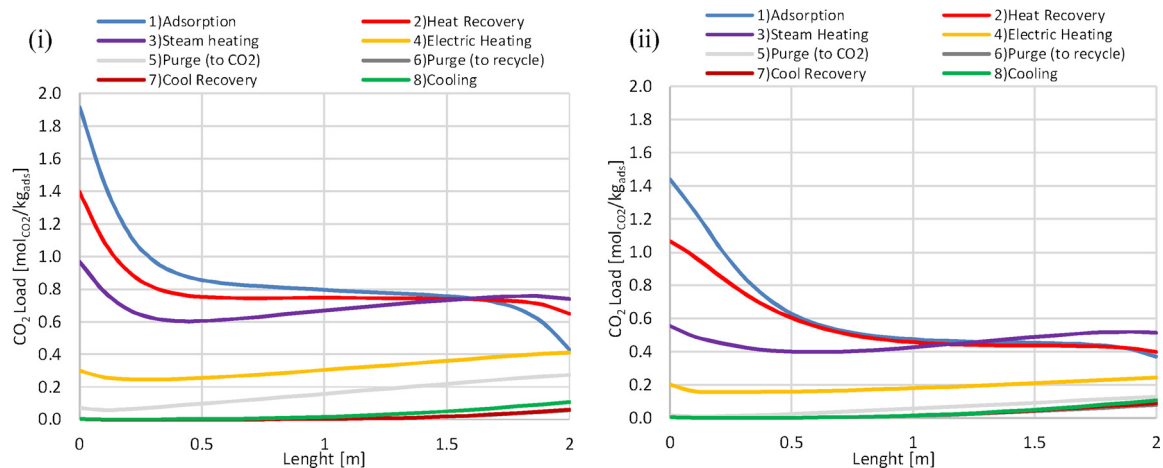 (i)
1)Adsorption 2)Heat Recovery
3)Steam heating 4)Electric Heating
5)Purge (to CO2) 6)Purge (to recycle)
7)Cool Recovery 8)Cooling
CO2 Load [molCO2/kgads]
2.0
1.8
1.6
1.4
1.2
1.0
0.8
0.6
0.4
0.2
0.0
0 0.5 1 1.5 2
Lenght [m]
(ii)
1)Adsorption 2)Heat Recovery
3)Steam heating 4)Electric Heating
5)Purge (to CO2) 6)Purge (to recycle)
7)Cool Recovery 8)Cooling
CO2 Load [molCO2/kgads]
2.0
1.8
1.6
1.4
1.2
1.0
0.8
0.6
0.4
0.2
0.0
0 0.5 1 1.5 2
Lenght [m]